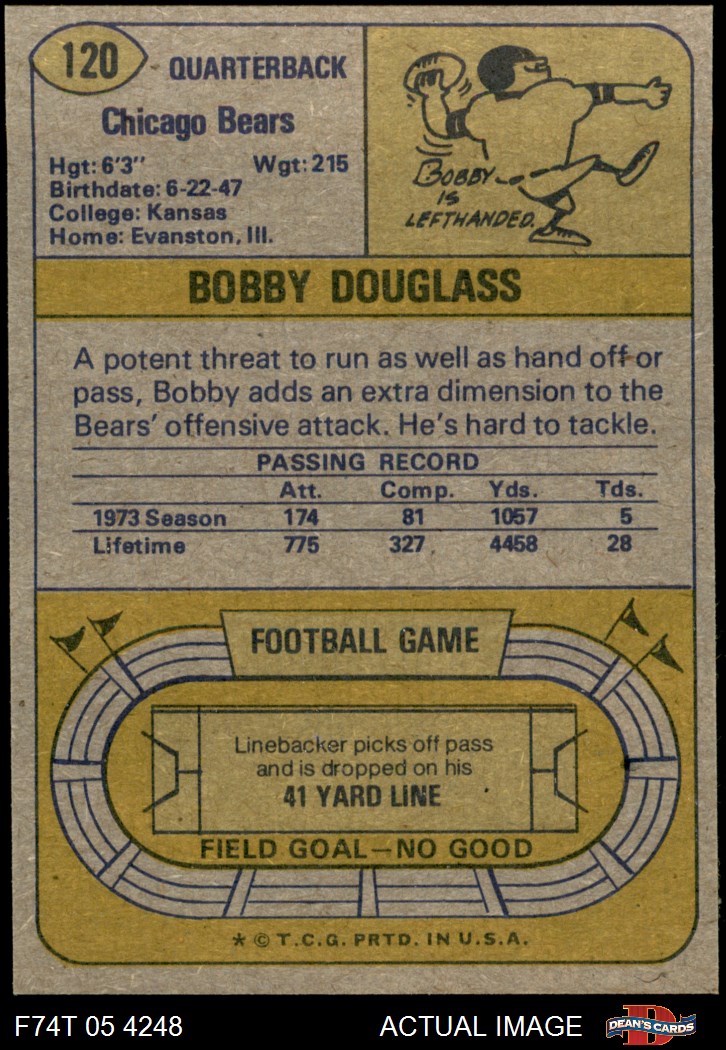 120
QUARTERBACK
Chicago Bears
Hgt: 6'3" Wgt: 215
Birthdate: 6-22-47
College: Kansas
Home: Evanston, Ill.
BOBBY
IS
LEFTHANDED.
BOBBY DOUGLASS
A potent threat to run as well as hand off or
pass, Bobby adds an extra dimension to the
Bears' offensive attack. He's hard to tackle.
PASSING RECORD
Att. Comp. Yds. Tds.
1973 Season 174 81 1057 5
Lifetime 775 327 4458 28
FOOTBALL GAME
Linebacker picks off pass
and is dropped on his
41 YARD LINE
FIELD GOAL—NO GOOD
* © T.C.G. PRTD. IN U.S.A.
F74T 05 4248 ACTUAL IMAGE
D
DEAN'S CARDS